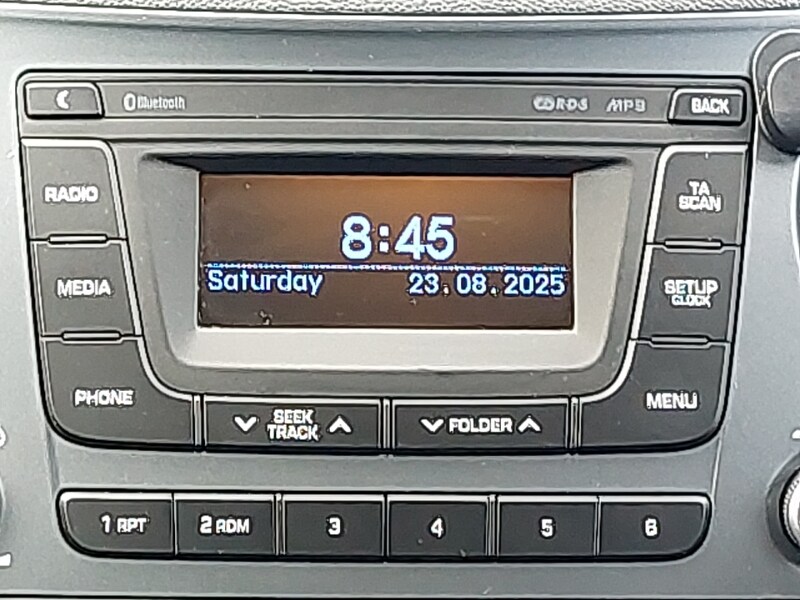 Bluetooth RDS MP3 BACK
RADIO
TA
SCAN
8:45
Saturday 23.08.2025
MEDIA
SETUP
CLOCK
PHONE
MENU
SEEK
TRACK
FOLDER
1 RPT 2 RDM 3 4 5 6